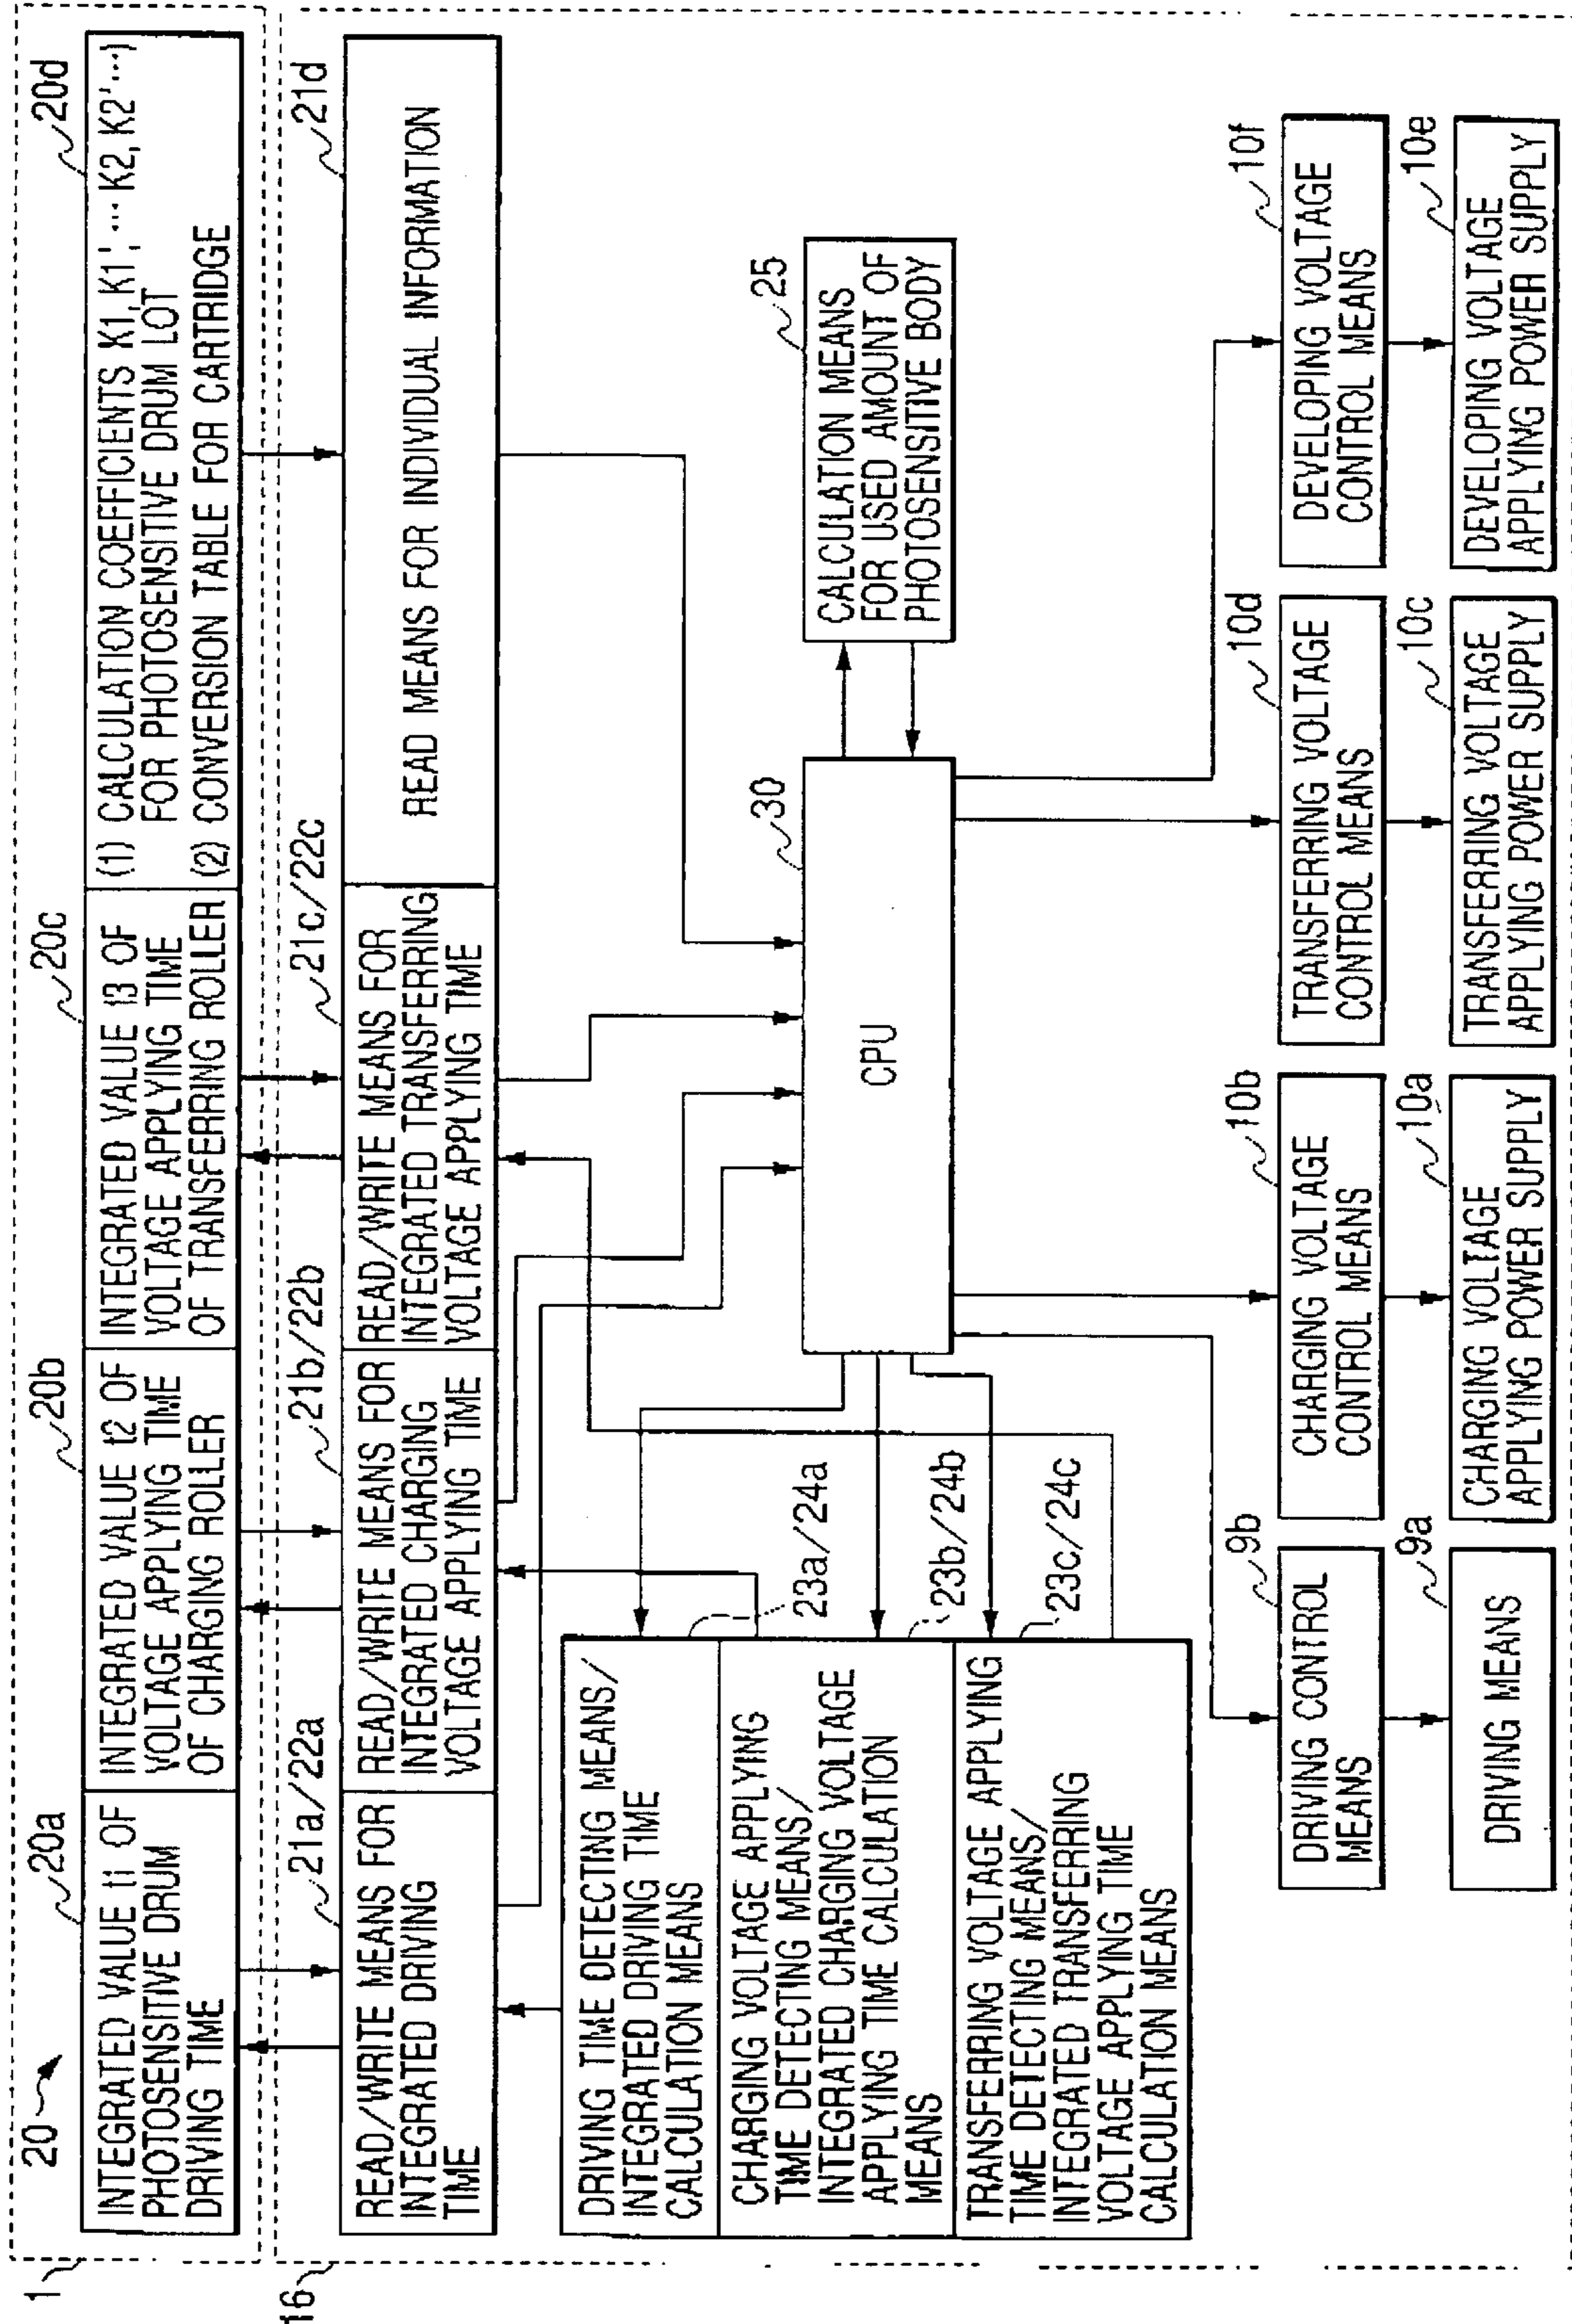 1
20
20a
INTEGRATED VALUE t1 OF
PHOTOSENSITIVE DRUM
DRIVING TIME
20b
INTEGRATED VALUE t2 OF
VOLTAGE APPLYING TIME
OF CHARGING ROLLER
20c
INTEGRATED VALUE t3 OF
VOLTAGE APPLYING TIME
OF TRANSFERRING ROLLER
20d
(1) CALCULATION COEFFICIENTS K1, K1', ··· K2, K2'···)
FOR PHOTOSENSITIVE DRUM LOT
(2) CONVERSION TABLE FOR CARTRIDGE
16
21a/22a
READ/WRITE MEANS FOR
INTEGRATED DRIVING
TIME
21b/22b
READ/WRITE MEANS FOR
INTEGRATED CHARGING
VOLTAGE APPLYING TIME
21c/22c
READ/WRITE MEANS FOR
INTEGRATED TRANSFERRING
VOLTAGE APPLYING TIME
21d
READ MEANS FOR INDIVIDUAL INFORMATION
DRIVING TIME DETECTING MEANS/
INTEGRATED DRIVING TIME
CALCULATION MEANS
23a/24a
CHARGING VOLTAGE APPLYING
TIME DETECTING MEANS/
INTEGRATED CHARGING VOLTAGE
APPLYING TIME CALCULATION
MEANS
23b/24b
TRANSFERRING VOLTAGE APPLYING
TIME DETECTING MEANS/
INTEGRATED TRANSFERRING
VOLTAGE APPLYING TIME
CALCULATION MEANS
23c/24c
30
CPU
25
CALCULATION MEANS
FOR USED AMOUNT OF
PHOTOSENSITIVE BODY
9b
DRIVING CONTROL
MEANS
10b
CHARGING VOLTAGE
CONTROL MEANS
10d
TRANSFERRING VOLTAGE
CONTROL MEANS
10f
DEVELOPING VOLTAGE
CONTROL MEANS
9a
DRIVING MEANS
10a
CHARGING VOLTAGE
APPLYING POWER SUPPLY
10c
TRANSFERRING VOLTAGE
APPLYING POWER SUPPLY
10e
DEVELOPING VOLTAGE
APPLYING POWER SUPPLY